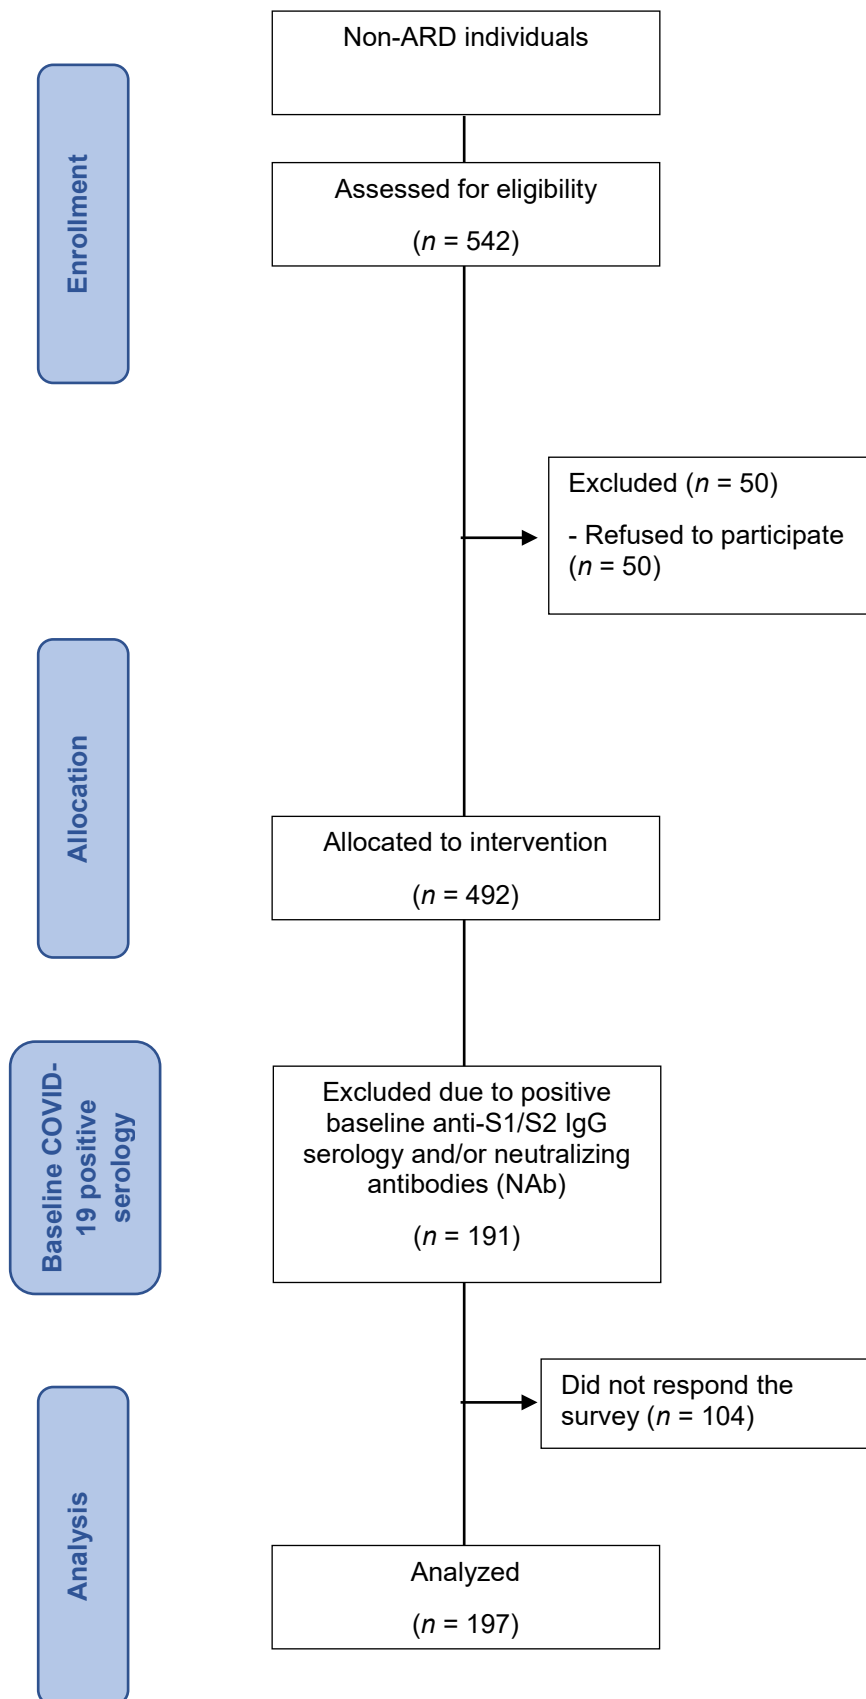 Non-ARD individuals
Enrollment
Assessed for eligibility
(n = 542)
Excluded (n = 50)
- Refused to participate
(n = 50)
Allocation
Allocated to intervention
(n = 492)
Baseline COVID-
19 positive
serology
Excluded due to positive
baseline anti-S1/S2 IgG
serology and/or neutralizing
antibodies (NAb)
(n = 191)
Did not respond the
survey (n = 104)
Analysis
Analyzed
(n = 197)